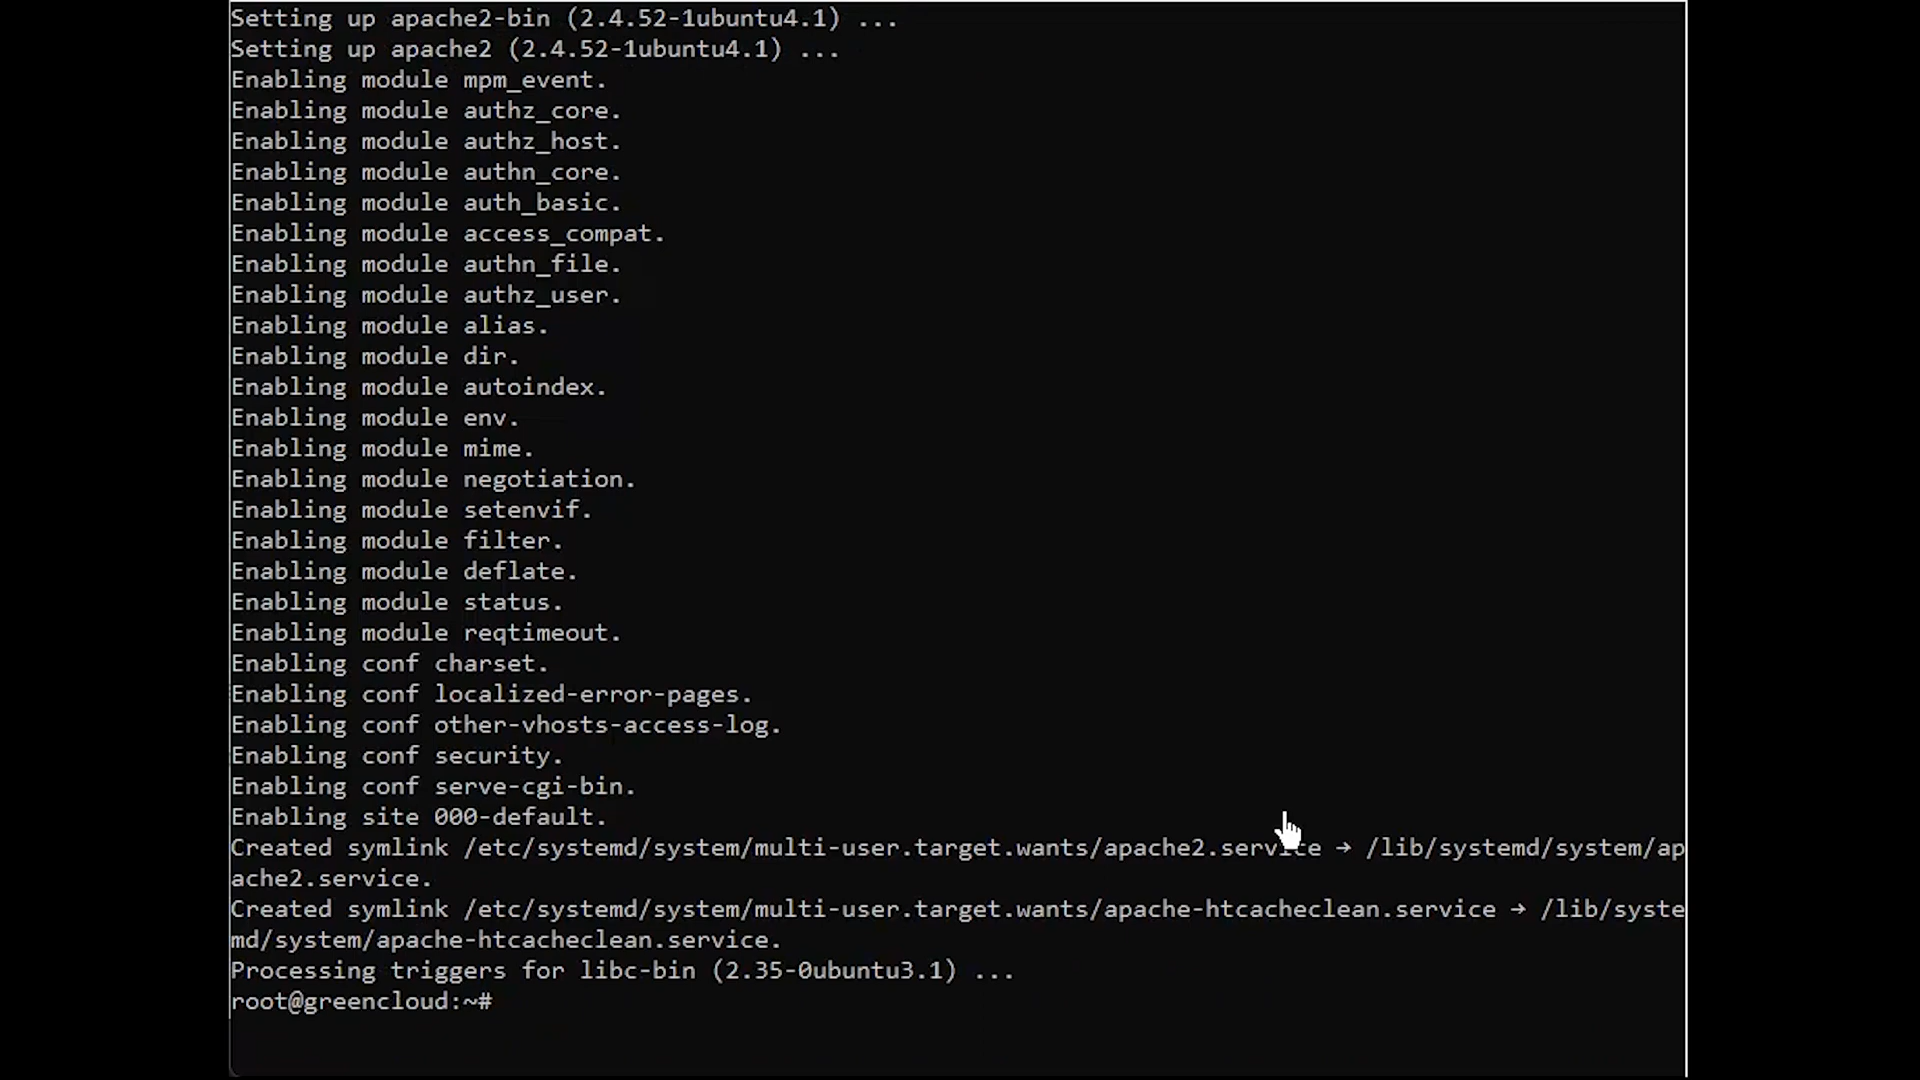 Setting up apache2-bin (2.4.52-1ubuntu4.1) ...
Setting up apache2 (2.4.52-1ubuntu4.1) ...
Enabling module mpm_event.
Enabling module authz_core.
Enabling module authz_host.
Enabling module authn_core.
Enabling module auth_basic.
Enabling module access_compat.
Enabling module authn_file.
Enabling module authz_user.
Enabling module alias.
Enabling module dir.
Enabling module autoindex.
Enabling module env.
Enabling module mime.
Enabling module negotiation.
Enabling module setenvif.
Enabling module filter.
Enabling module deflate.
Enabling module status.
Enabling module reqtimeout.
Enabling conf charset.
Enabling conf localized-error-pages.
Enabling conf other-vhosts-access-log.
Enabling conf security.
Enabling conf serve-cgi-bin.
Enabling site 000-default.
Created symlink /etc/systemd/system/multi-user.target.wants/apache2.service → /lib/systemd/system/ap
ache2.service.
Created symlink /etc/systemd/system/multi-user.target.wants/apache-htcacheclean.service → /lib/syste
md/system/apache-htcacheclean.service.
Processing triggers for libc-bin (2.35-0ubuntu3.1) ...
root@greencloud:~#